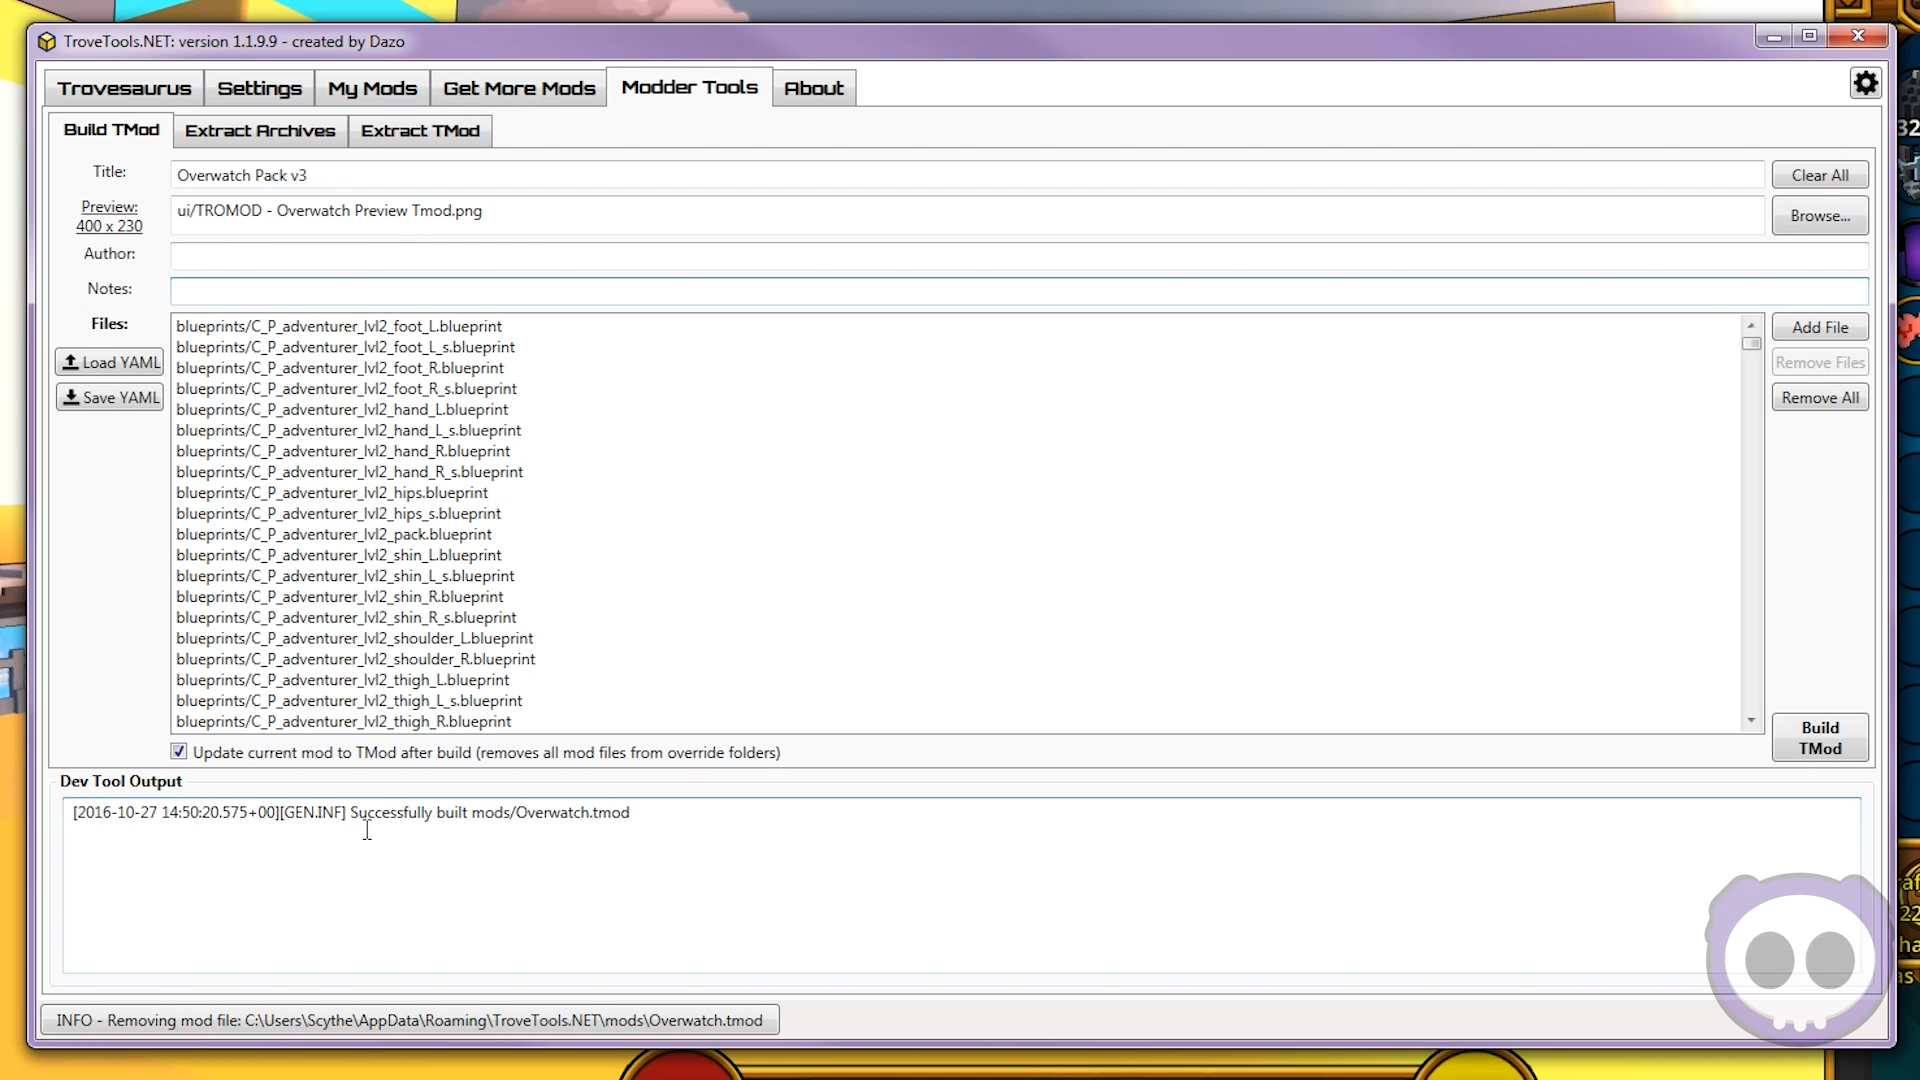 TroveTools.NET: version 1.1.9.9 - created by Dazo
Trovesaurus
Settings
My Mods
Get More Mods
Modder Tools
About
Build TMod
Extract Archives
Extract TMod
Title:
Overwatch Pack v3
Clear All
Preview:
400 x 230
ui/TROMOD - Overwatch Preview Tmod.png
Browse...
Author:
Notes:
Files:
Load YAML
Save YAML
blueprints/C_P_adventurer_lvl2_foot_L.blueprint
blueprints/C_P_adventurer_lvl2_foot_L_s.blueprint
blueprints/C_P_adventurer_lvl2_foot_R.blueprint
blueprints/C_P_adventurer_lvl2_foot_R_s.blueprint
blueprints/C_P_adventurer_lvl2_hand_L.blueprint
blueprints/C_P_adventurer_lvl2_hand_L_s.blueprint
blueprints/C_P_adventurer_lvl2_hand_R.blueprint
blueprints/C_P_adventurer_lvl2_hand_R_s.blueprint
blueprints/C_P_adventurer_lvl2_hips.blueprint
blueprints/C_P_adventurer_lvl2_hips_s.blueprint
blueprints/C_P_adventurer_lvl2_pack.blueprint
blueprints/C_P_adventurer_lvl2_shin_L.blueprint
blueprints/C_P_adventurer_lvl2_shin_L_s.blueprint
blueprints/C_P_adventurer_lvl2_shin_R.blueprint
blueprints/C_P_adventurer_lvl2_shin_R_s.blueprint
blueprints/C_P_adventurer_lvl2_shoulder_L.blueprint
blueprints/C_P_adventurer_lvl2_shoulder_R.blueprint
blueprints/C_P_adventurer_lvl2_thigh_L.blueprint
blueprints/C_P_adventurer_lvl2_thigh_L_s.blueprint
blueprints/C_P_adventurer_lvl2_thigh_R.blueprint
Add File
Remove Files
Remove All
Build
TMod
Update current mod to TMod after build (removes all mod files from override folders)
Dev Tool Output
[2016-10-27 14:50:20.575+00][GEN.INF] Successfully built mods/Overwatch.tmod
INFO - Removing mod file: C:\Users\Scythe\AppData\Roaming\TroveTools.NET\mods\Overwatch.tmod
32